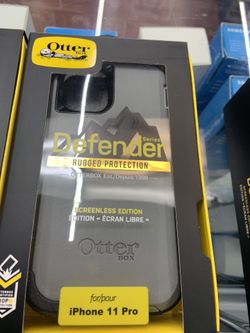 Otter
BOX
Defender
Series
RUGGED PROTECTION
OTTERBOX Est./Depuis 1998
SCREENLESS EDITION
ÉDITION « ÉCRAN LIBRE »
Otter
BOX
for/pour
iPhone 11 Pro